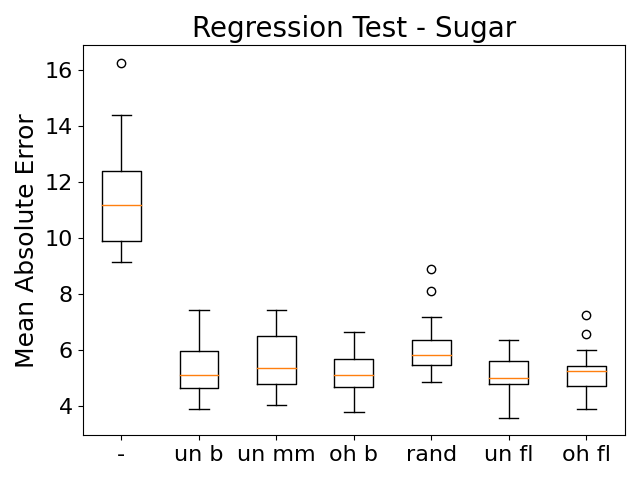 Regression Test - Sugar
Mean Absolute Error
16
14
12
10
8
6
4
- un b un mm oh b rand un fl oh fl